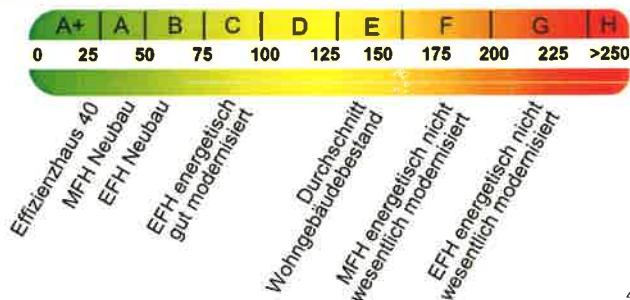 A+ A B C D E F G H
0 25 50 75 100 125 150 175 200 225 >250
Effizienzhaus 40
MFH Neubau
EFH Neubau
EFH energetisch
gut modernisiert
Durchschnitt
Wohngebäudebestand
MFH energetisch nicht
wesentlich modernisiert
EFH energetisch nicht
wesentlich modernisiert